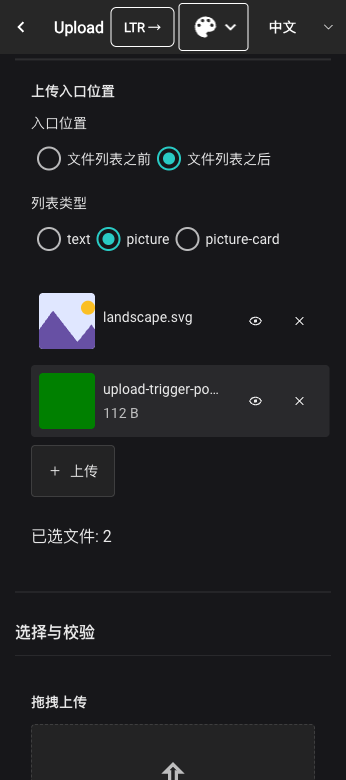 Upload LTR→ 中文
上传入口位置
入口位置
文件列表之前 文件列表之后
列表类型
text picture picture-card
landscape.svg
upload-trigger-po…
112 B
+ 上传
已选文件: 2
选择与校验
拖拽上传